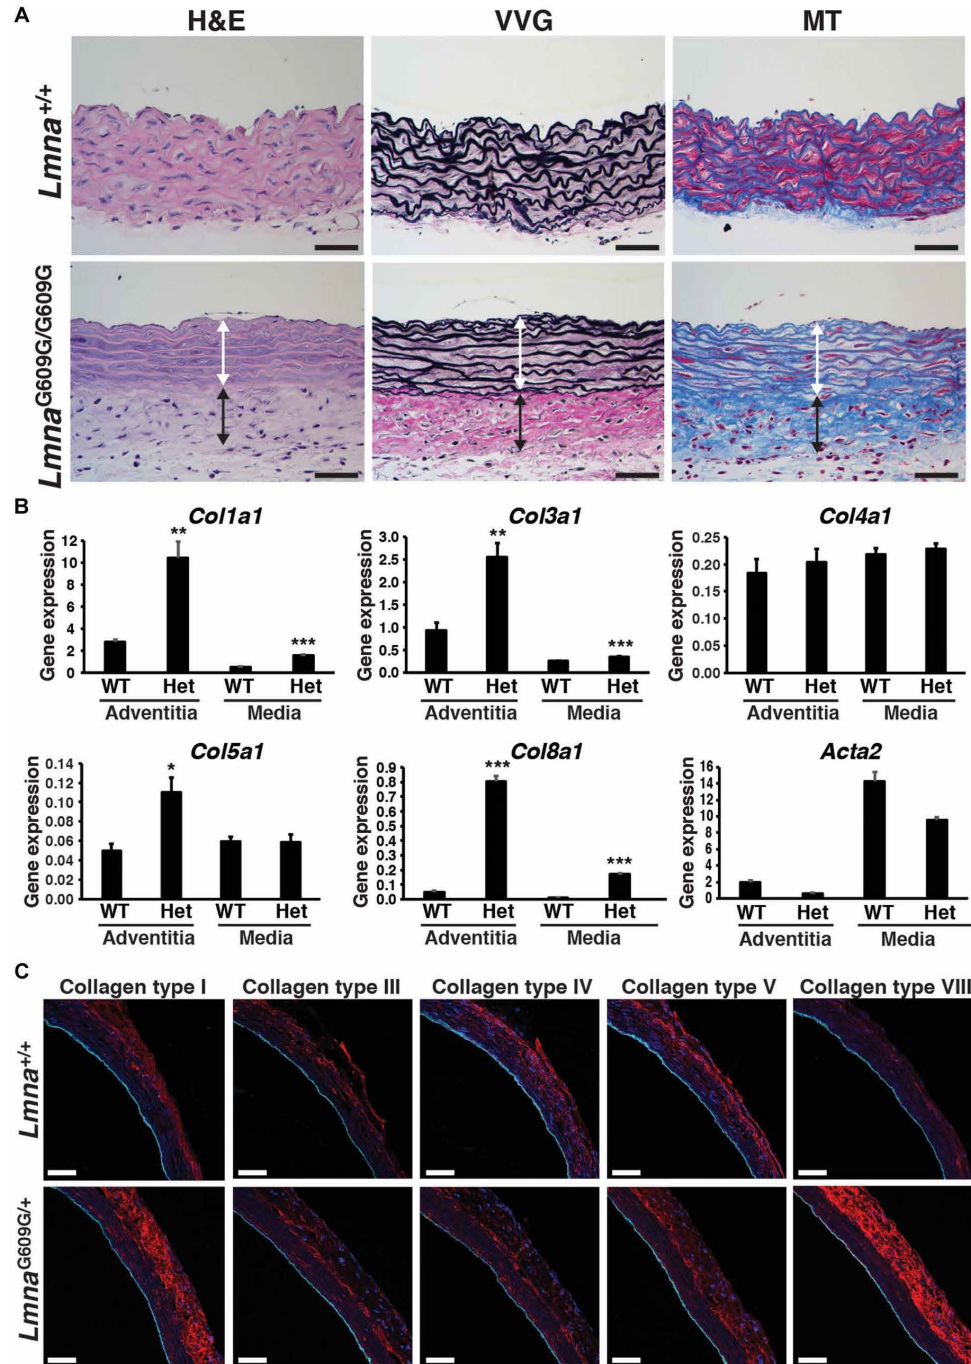 A
H&E VVG MT
Lmna+/+
LmnaG609G/G609G
B
Col1a1
Gene expression
12
10
8
6
4
2
0
**
***
WT Het WT Het
Adventitia Media
Col3a1
Gene expression
3.0
2.5
2.0
1.5
1.0
0.5
0.0
**
***
WT Het WT Het
Adventitia Media
Col4a1
Gene expression
0.25
0.20
0.15
0.10
0.05
0.00
WT Het WT Het
Adventitia Media
Col5a1
Gene expression
0.14
0.12
0.10
0.08
0.06
0.04
0.02
0.00
*
WT Het WT Het
Adventitia Media
Col8a1
Gene expression
0.9
0.8
0.7
0.6
0.5
0.4
0.3
0.2
0.1
0.0
***
***
WT Het WT Het
Adventitia Media
Acta2
Gene expression
16
14
12
10
8
6
4
2
0
WT Het WT Het
Adventitia Media
C
Collagen type I Collagen type III Collagen type IV Collagen type V Collagen type VIII
Lmna+/+
LmnaG609G/+